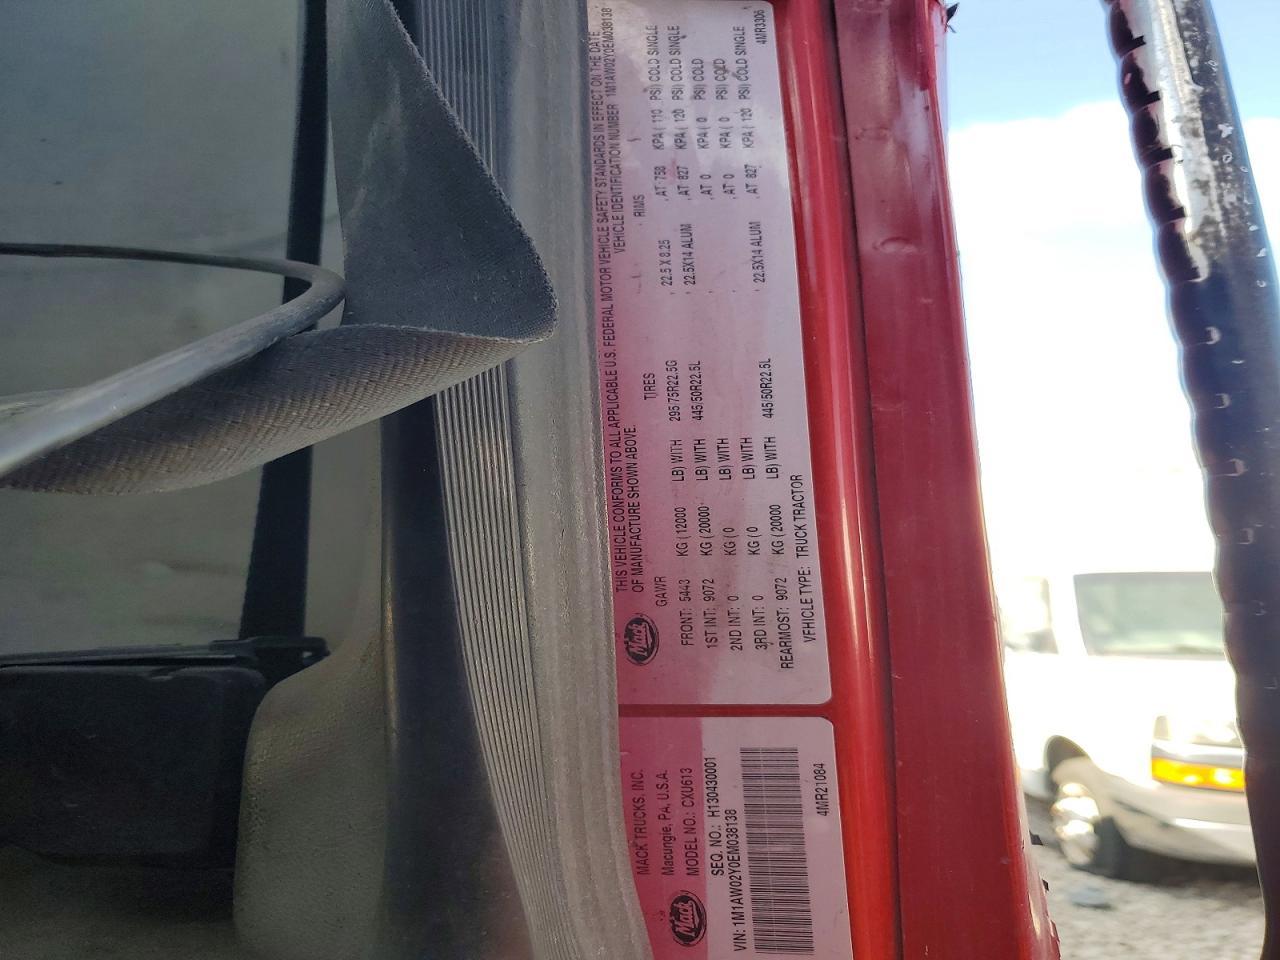 THIS VEHICLE CONFORMS TO ALL APPLICABLE U.S. FEDERAL MOTOR VEHICLE SAFETY STANDARDS IN EFFECT ON THE DATE
OF MANUFACTURE SHOWN ABOVE. VEHICLE IDENTIFICATION NUMBER 1M1AW02Y0EM038138
Mack
GAWR TIRES RIMS
FRONT: 5443 KG ( 12000 LB) WITH 295/75R22.5G , 22.5 X 8.25 , AT 758 KPA ( 110 PSI) COLD SINGLE
1ST INT: 9072 KG ( 20000 LB) WITH 445/50R22.5L , 22.5X14 ALUM , AT 827 KPA ( 120 PSI) COLD SINGLE
2ND INT: 0 KG ( 0 LB) WITH , , AT 0 KPA ( 0 PSI) COLD
3RD INT: 0 KG ( 0 LB) WITH , , AT 0 KPA ( 0 PSI) COLD
REARMOST: 9072 KG ( 20000 LB) WITH 445/50R22.5L , 22.5X14 ALUM , AT 827 KPA ( 120 PSI) COLD SINGLE
VEHICLE TYPE: TRUCK TRACTOR 4MR3306
MACK TRUCKS, INC.
Macungie, PA, U.S.A.
Mack
MODEL NO.: CXU613
SEQ. NO.: H130430001
VIN: 1M1AW02Y0EM038138
4MR21084